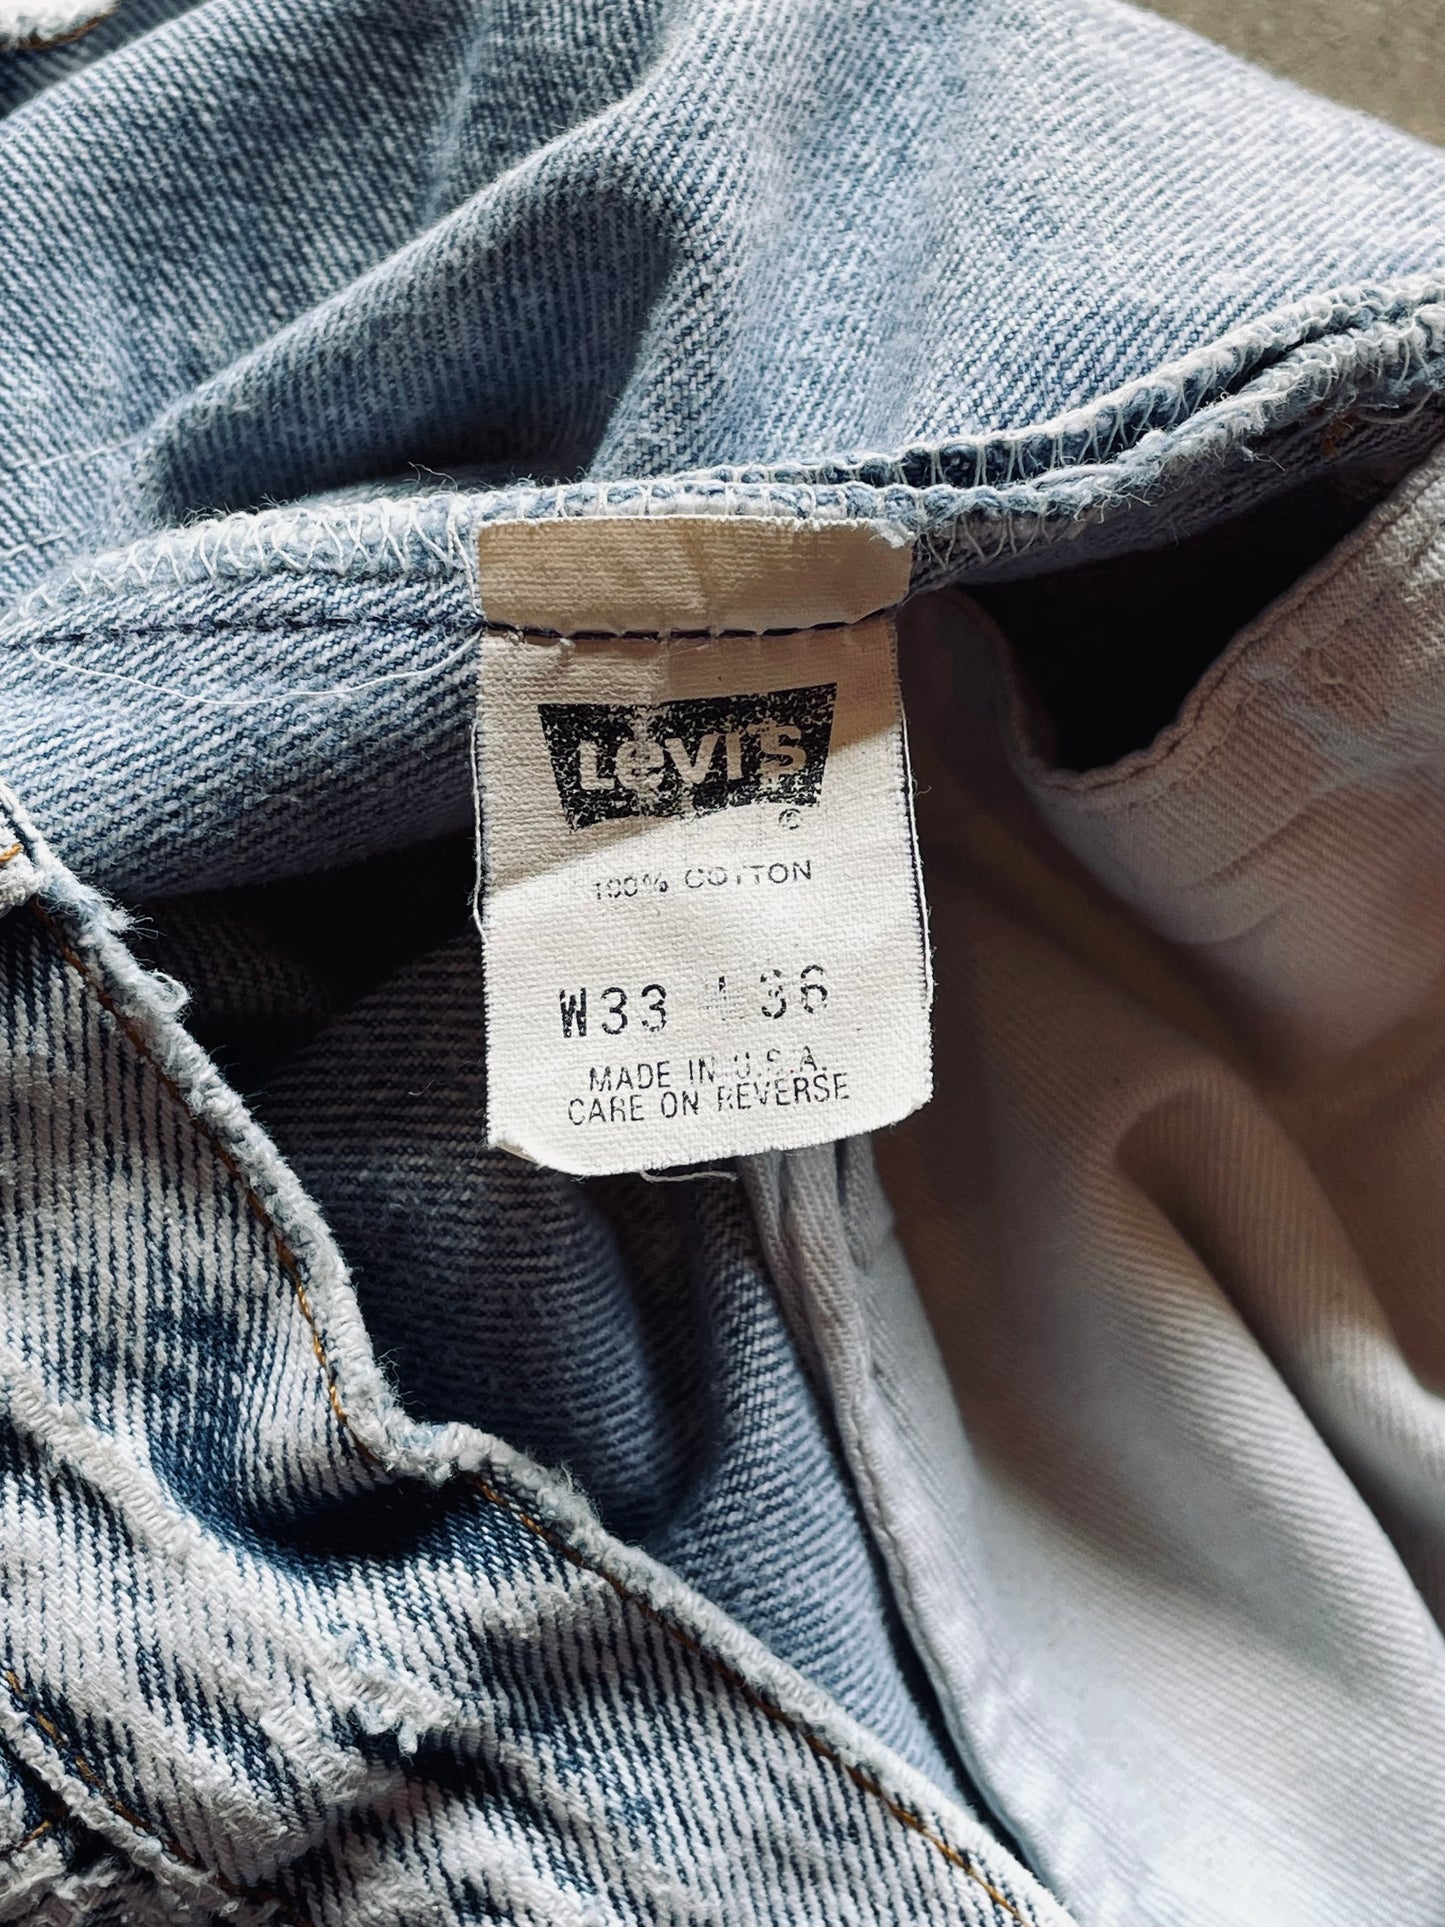 Levi's
®
100% COTTON
W33 L36
MADE IN U.S.A.
CARE ON REVERSE